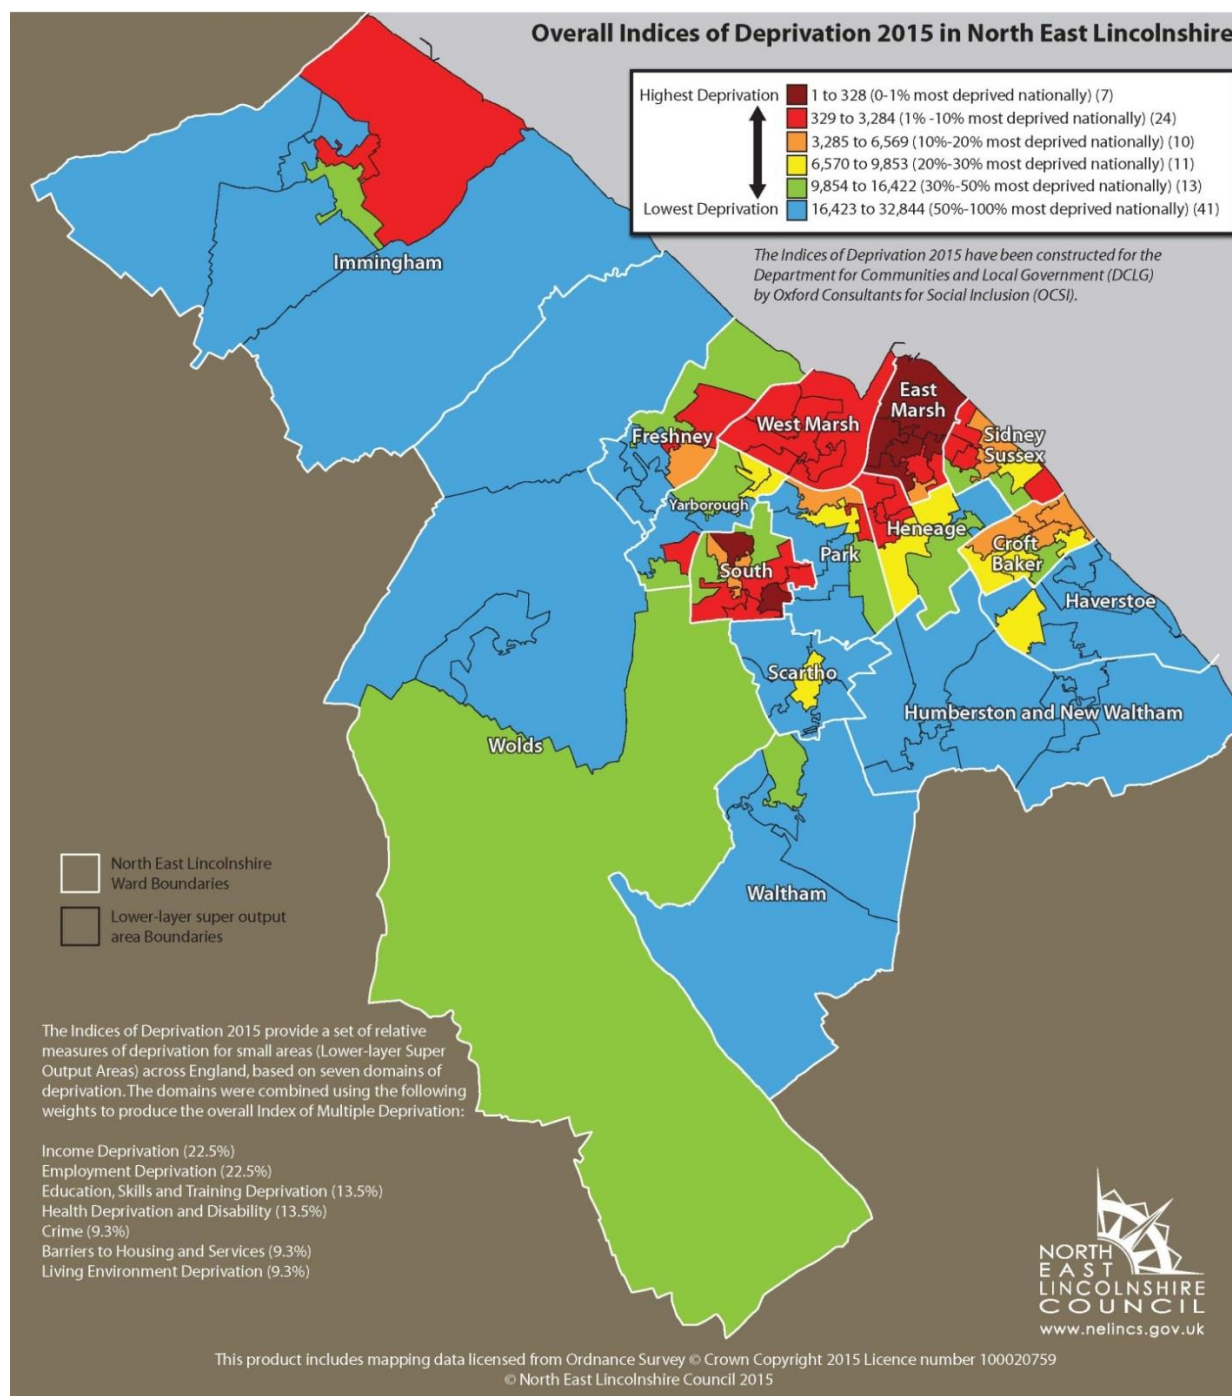 Overall Indices of Deprivation 2015 in North East Lincolnshire
Highest Deprivation
Lowest Deprivation
1 to 328 (0-1% most deprived nationally) (7)
329 to 3,284 (1% -10% most deprived nationally) (24)
3,285 to 6,569 (10%-20% most deprived nationally) (10)
6,570 to 9,853 (20%-30% most deprived nationally) (11)
9,854 to 16,422 (30%-50% most deprived nationally) (13)
16,423 to 32,844 (50%-100% most deprived nationally) (41)
The Indices of Deprivation 2015 have been constructed for the
Department for Communities and Local Government (DCLG)
by Oxford Consultants for Social Inclusion (OCSI).
Immingham
East
Marsh
West Marsh
Freshney
Sidney
Sussex
Yarborough
Heneage
Croft
Baker
Park
South
Haverstoe
Scartho
Humberston and New Waltham
Wolds
Waltham
North East Lincolnshire
Ward Boundaries
Lower-layer super output
area Boundaries
The Indices of Deprivation 2015 provide a set of relative
measures of deprivation for small areas (Lower-layer Super
Output Areas) across England, based on seven domains of
deprivation. The domains were combined using the following
weights to produce the overall Index of Multiple Deprivation:
Income Deprivation (22.5%)
Employment Deprivation (22.5%)
Education, Skills and Training Deprivation (13.5%)
Health Deprivation and Disability (13.5%)
Crime (9.3%)
Barriers to Housing and Services (9.3%)
Living Environment Deprivation (9.3%)
NORTH
EAST
LINCOLNSHIRE
COUNCIL
www.nelincs.gov.uk
This product includes mapping data licensed from Ordnance Survey © Crown Copyright 2015 Licence number 100020759
© North East Lincolnshire Council 2015